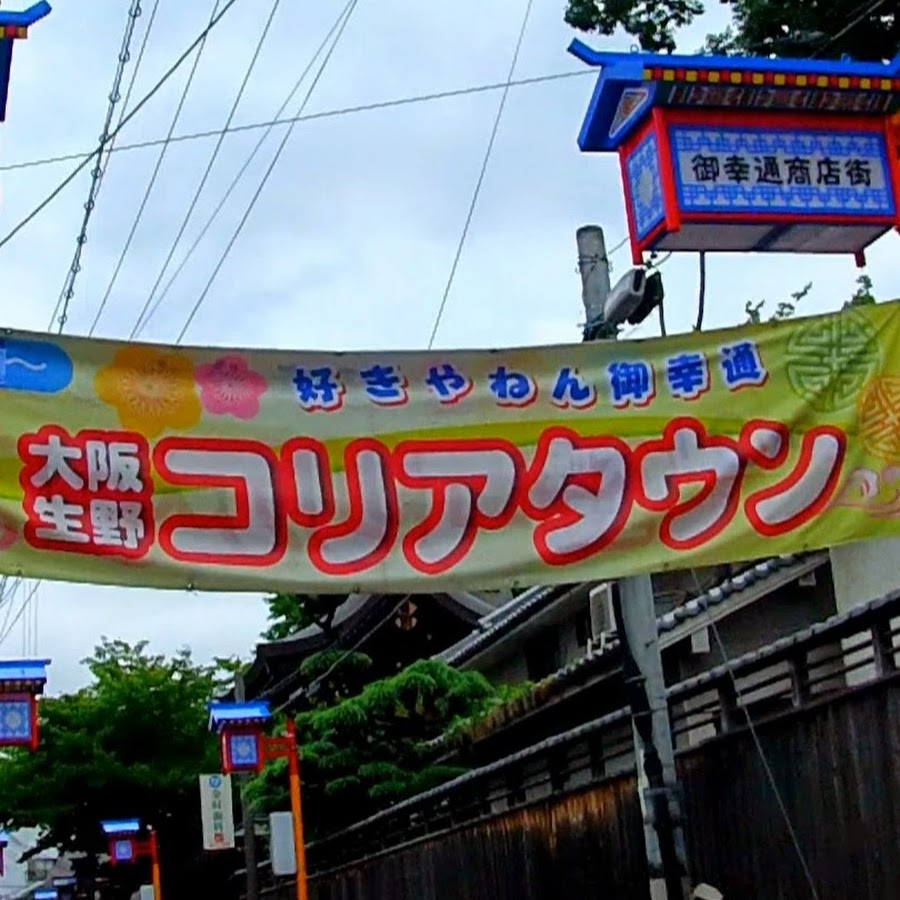 御幸通商店街
好きやねん御幸通
大阪
生野
コリアタウン